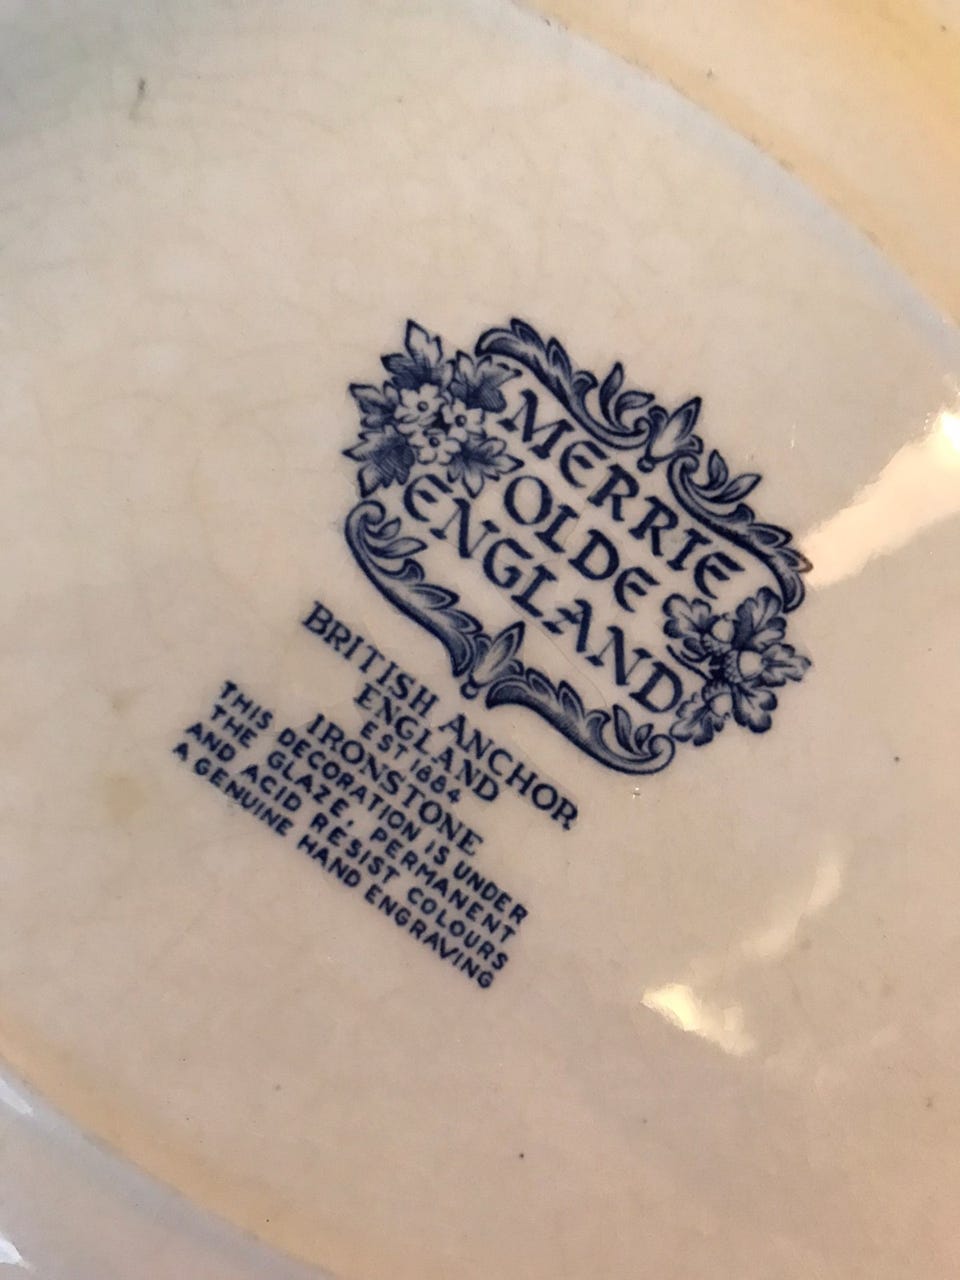 MERRIE
OLDE
ENGLAND
BRITISH ANCHOR
ENGLAND
EST 1884
IRONSTONE
THIS DECORATION IS UNDER
THE GLAZE, PERMANENT
AND ACID RESIST COLOURS
A GENUINE HAND ENGRAVING